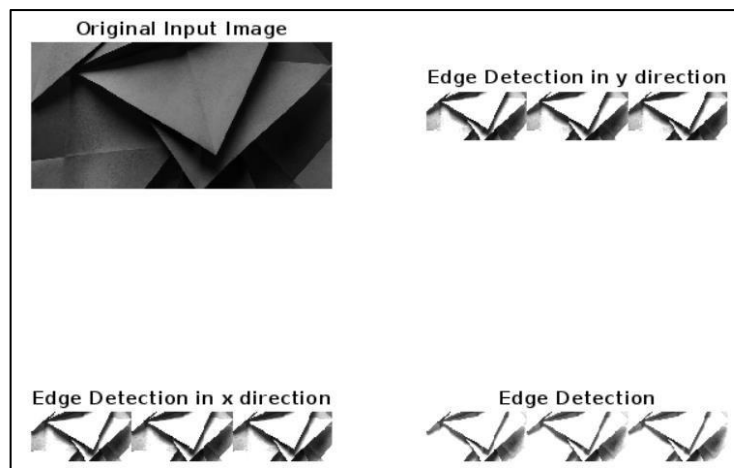 Original Input Image
Edge Detection in y direction
Edge Detection in x direction
Edge Detection